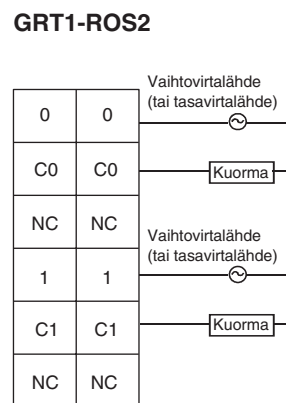 GRT1-ROS2
Vaihtovirtalähde
(tai tasavirtalähde)
0 0
C0 C0
Kuorma
NC NC
Vaihtovirtalähde
(tai tasavirtalähde)
1 1
C1 C1
Kuorma
NC NC